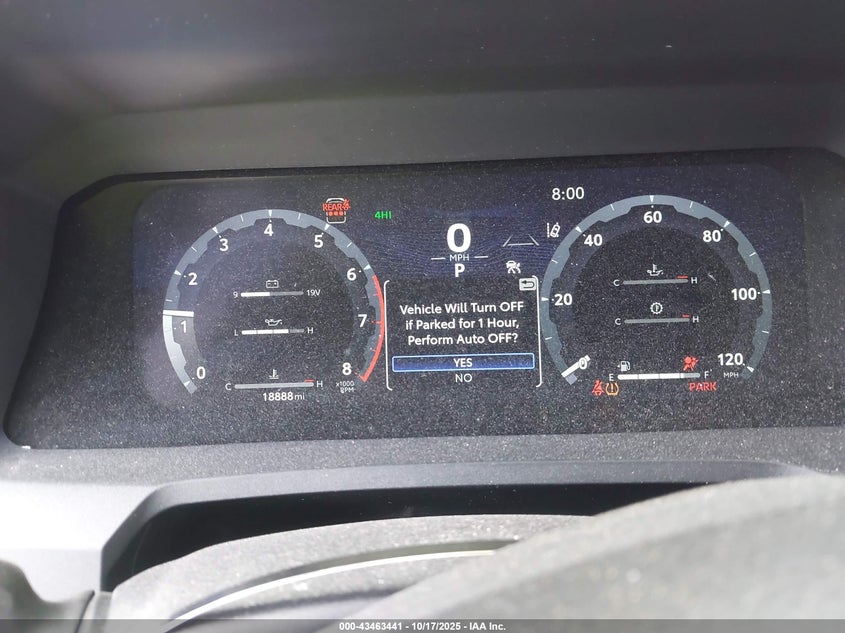 REAR
4HI
0
MPH
P
8:00
0
1
2
3
4
5
6
7
8
x1000
RPM
9
19V
L
H
C
H
18888 mi
Vehicle Will Turn OFF
if Parked for 1 Hour,
Perform Auto OFF?
YES
NO
0
20
40
60
80
100
120
MPH
C
H
C
H
E
F
PARK
000-43463441 - 10/17/2025 - IAA Inc.